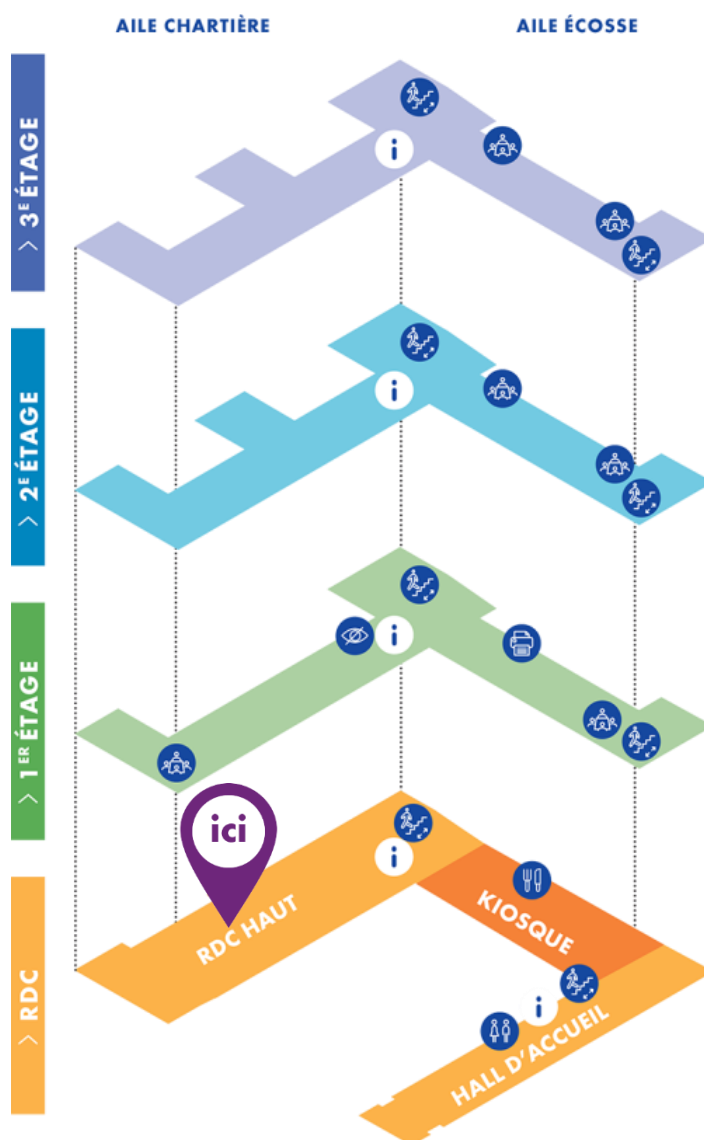 AILE CHARTIÈRE
AILE ÉCOSSE
> 3E ÉTAGE
i
> 2E ÉTAGE
i
> 1ER ÉTAGE
i
ici
i
RDC HAUT
KIOSQUE
> RDC
i
HALL D'ACCUEIL